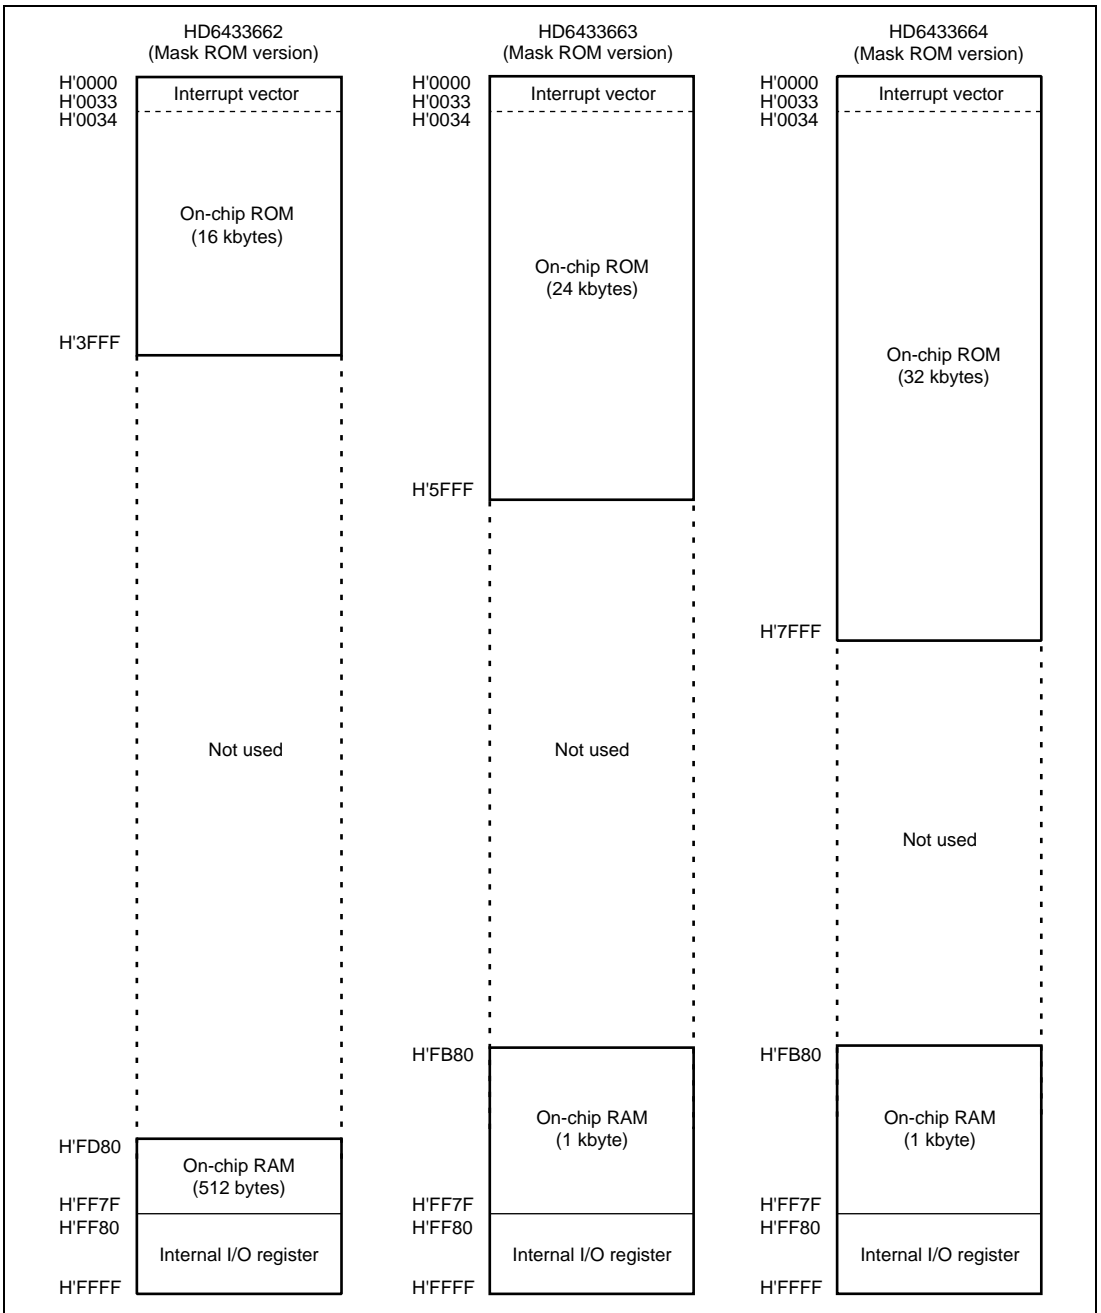 HD6433662
(Mask ROM version)
H'0000
H'0033
H'0034
Interrupt vector
On-chip ROM
(16 kbytes)
H'3FFF
Not used
H'FD80
On-chip RAM
(512 bytes)
H'FF7F
H'FF80
Internal I/O register
H'FFFF
HD6433663
(Mask ROM version)
H'0000
H'0033
H'0034
Interrupt vector
On-chip ROM
(24 kbytes)
H'5FFF
Not used
H'FB80
On-chip RAM
(1 kbyte)
H'FF7F
H'FF80
Internal I/O register
H'FFFF
HD6433664
(Mask ROM version)
H'0000
H'0033
H'0034
Interrupt vector
On-chip ROM
(32 kbytes)
H'7FFF
Not used
H'FB80
On-chip RAM
(1 kbyte)
H'FF7F
H'FF80
Internal I/O register
H'FFFF